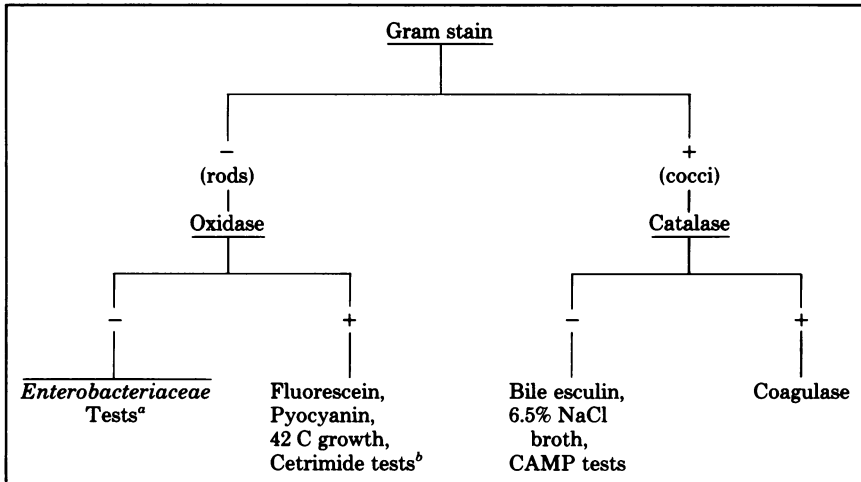 Gram stain
− +
(rods) (cocci)
Oxidase Catalase
− + − +
Enterobacteriaceae
Tests^a
Fluorescein,
Pyocyanin,
42 C growth,
Cetrimide tests^b
Bile esculin,
6.5% NaCl
broth,
CAMP tests
Coagulase